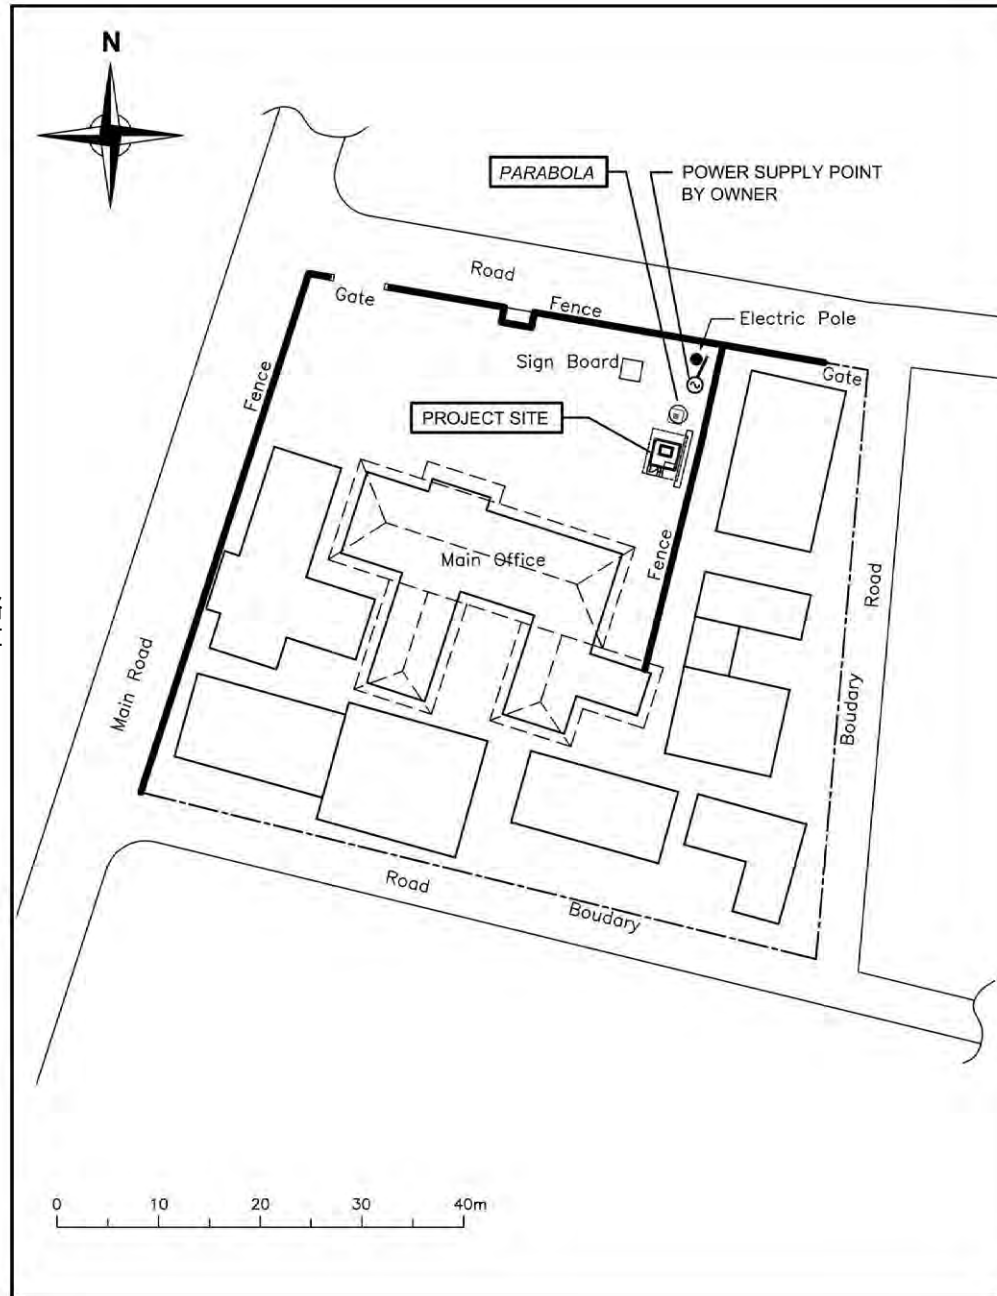 N
PARABOLA
POWER SUPPLY POINT
BY OWNER
Road
Gate
Fence
Electric Pole
Sign Board
Gate
Fence
PROJECT SITE
Main Office
Fence
Road
Main Road
Boudary
Road
Boudary
0 10 20 30 40m